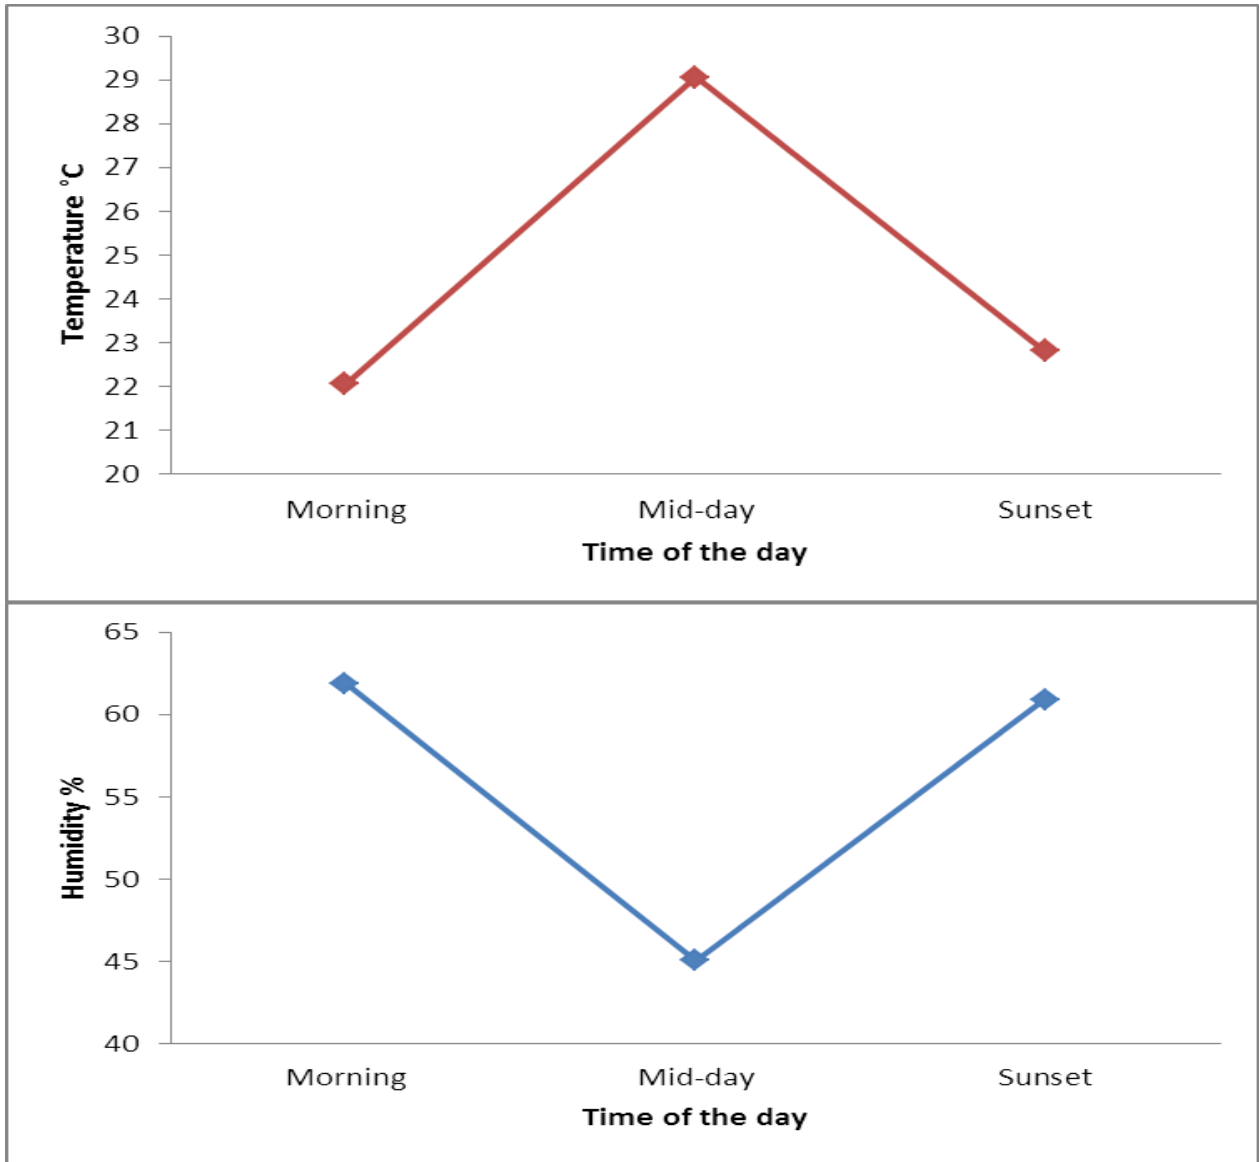 30
29
28
27
26
25
24
23
22
21
20
Temperature °C
Morning Mid-day Sunset
Time of the day
65
60
55
50
45
40
Humidity %
Morning Mid-day Sunset
Time of the day